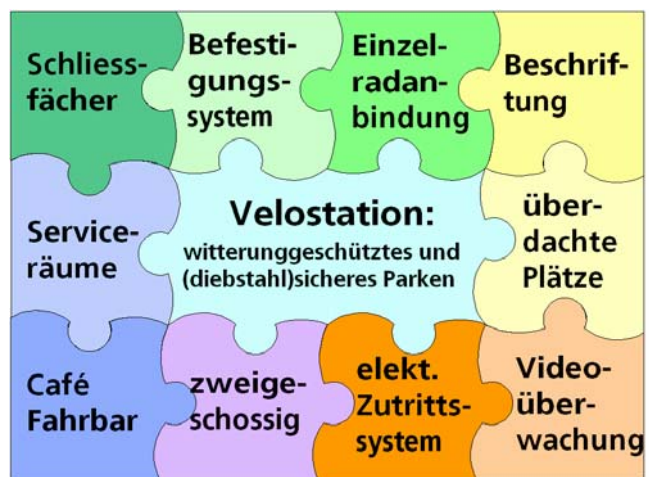 Schliess-
fächer
Befesti-
gungs-
system
Einzel-
radan-
bindung
Beschrif-
tung
Service-
räume
Velostation:
witterunggeschütztes und
(diebstahl)sicheres Parken
über-
dachte
Plätze
Café
Fahrbar
zweige-
schossig
elekt.
Zutritts-
system
Video-
über-
wachung